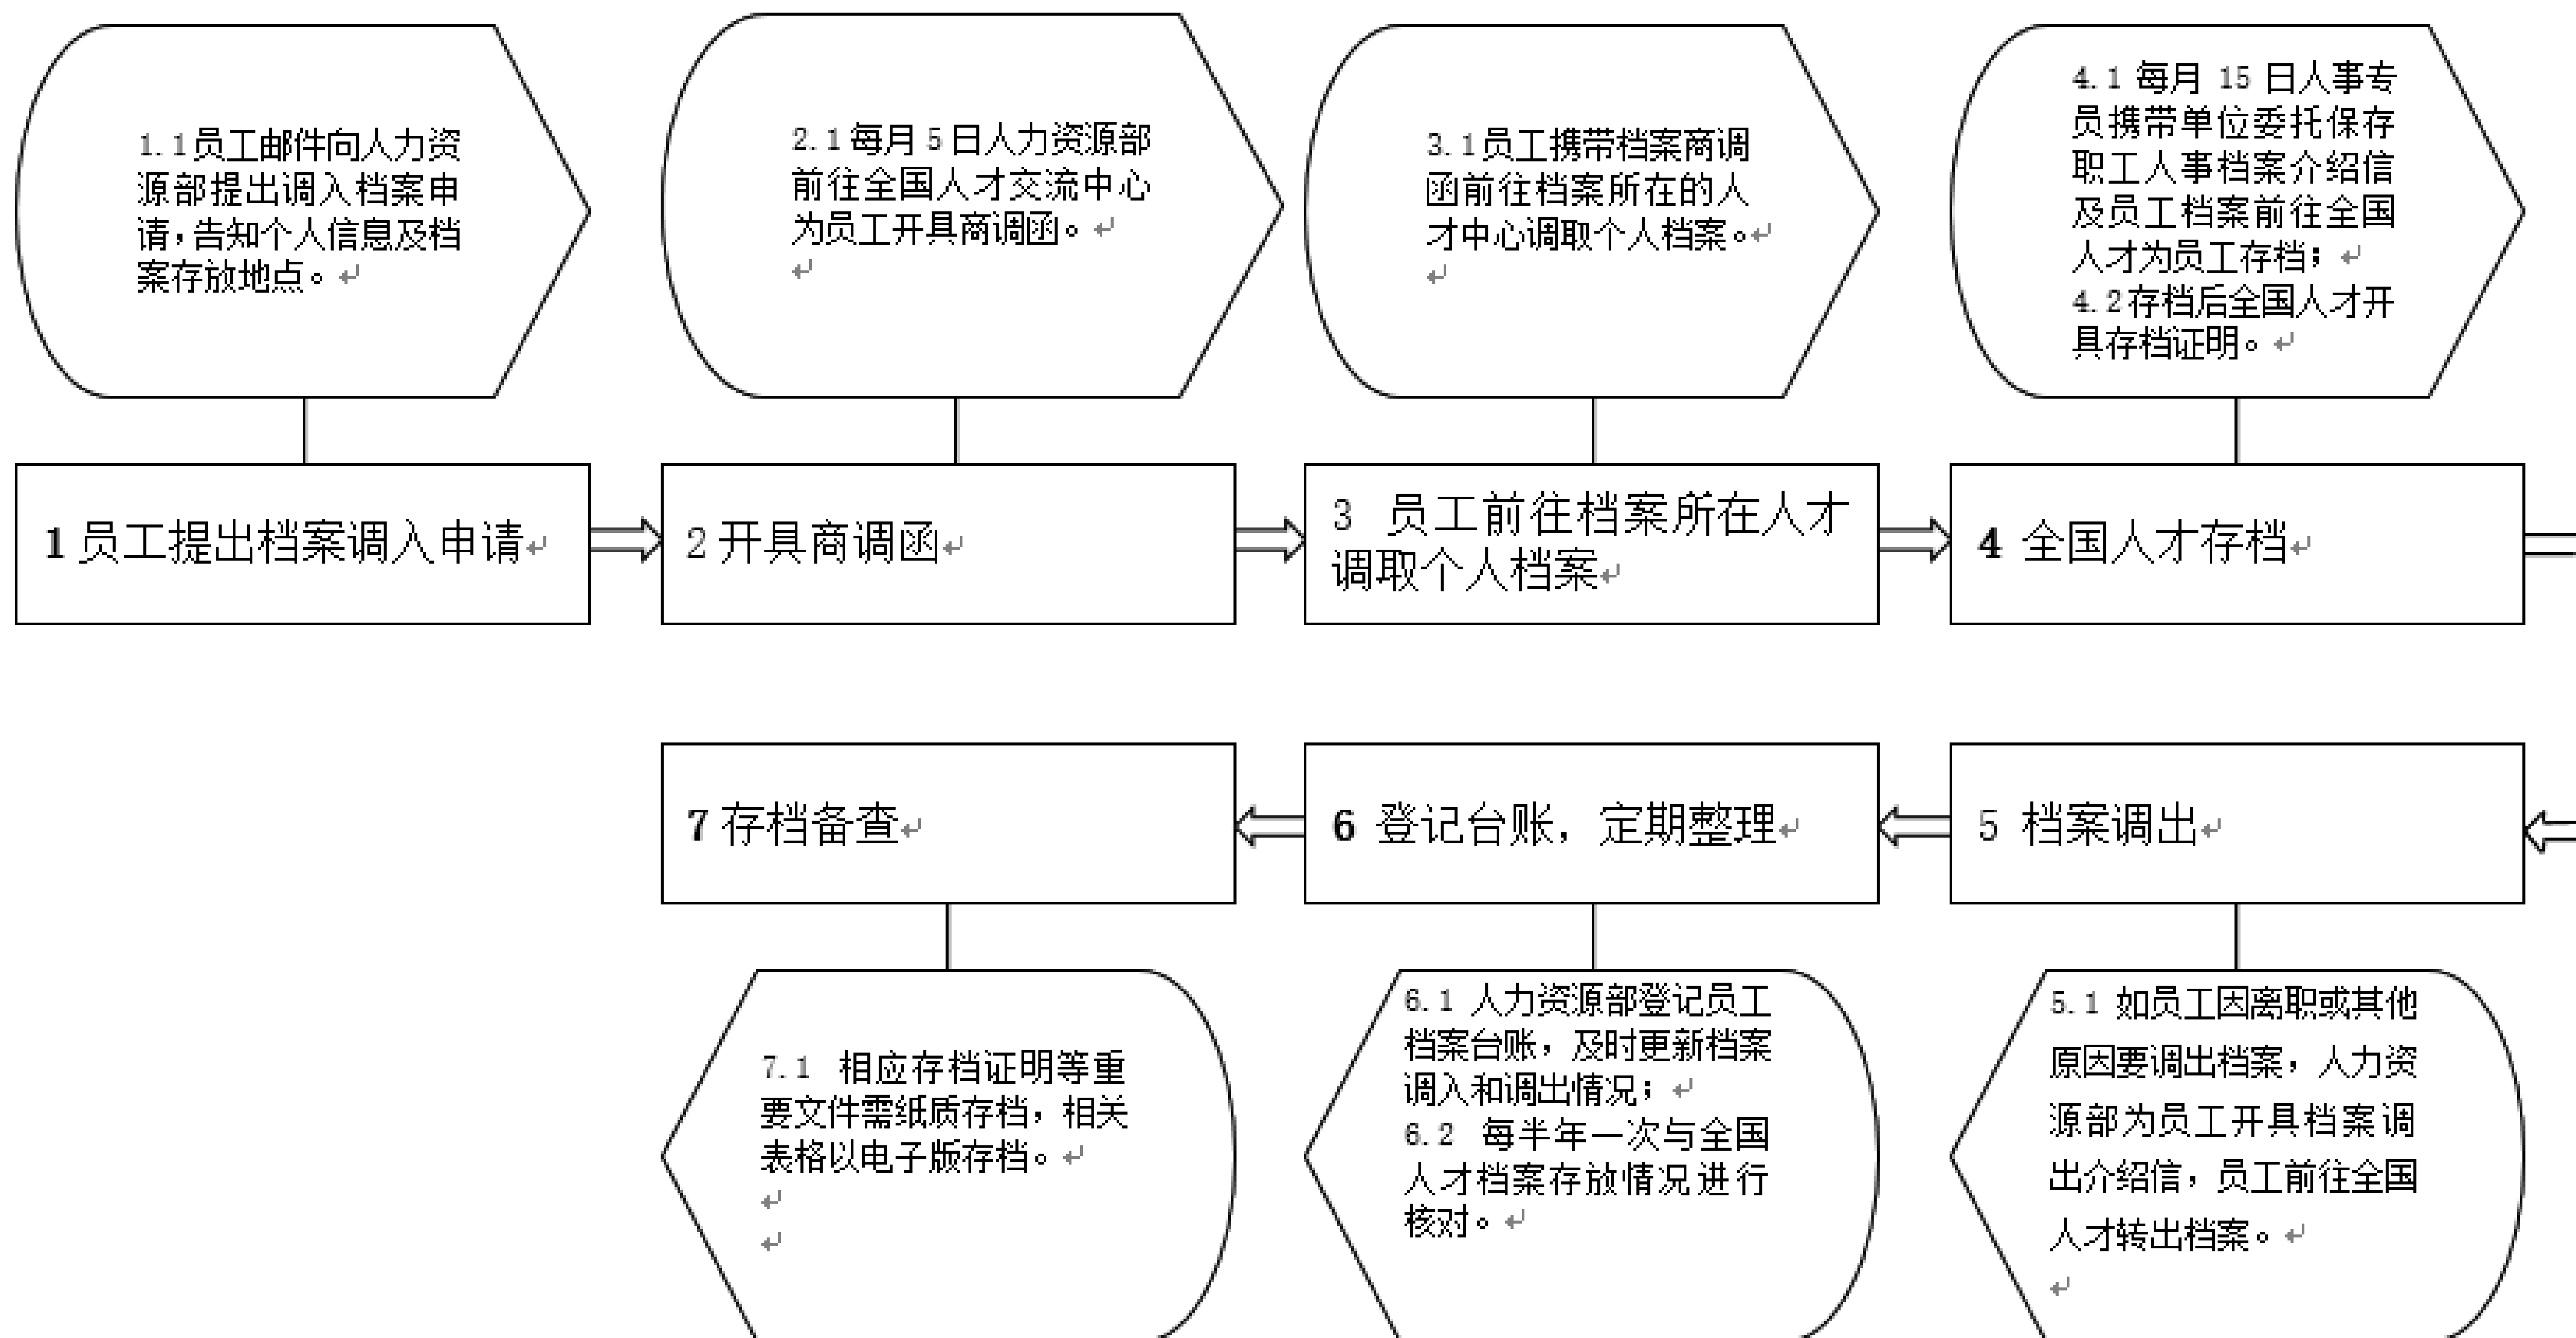 1.1员工邮件向人力资
源部提出调入档案申
请，告知个人信息及档
案存放地点。
2.1每月5日人力资源部
前往全国人才交流中心
为员工开具商调函。
3.1员工携带档案商调
函前往档案所在的人
才中心调取个人档案。
4.1 每月 15 日人事专
员携带单位委托保存
职工人事档案介绍信
及员工档案前往全国
人才为员工存档；
4.2存档后全国人才开
具存档证明。
1 员工提出档案调入申请
2 开具商调函
3 员工前往档案所在人才
调取个人档案
4 全国人才存档
7 存档备查
6 登记台账，定期整理
5 档案调出
7.1 相应存档证明等重
要文件需纸质存档，相关
表格以电子版存档。
6.1 人力资源部登记员工
档案台账，及时更新档案
调入和调出情况；
6.2 每半年一次与全国
人才档案存放情况进行
核对。
5.1 如员工因离职或其他
原因要调出档案，人力资
源部为员工开具档案调
出介绍信，员工前往全国
人才转出档案。